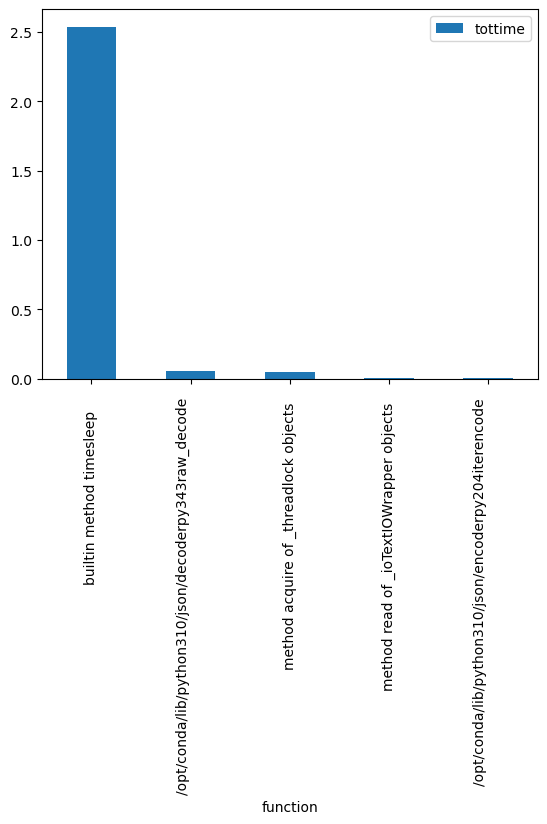 2.5
2.0
1.5
1.0
0.5
0.0
tottime
builtin method timesleep
/opt/conda/lib/python310/json/decoderpy343raw_decode
method acquire of _threadlock objects
method read of _ioTextIOWrapper objects
/opt/conda/lib/python310/json/encoderpy204iterencode
function